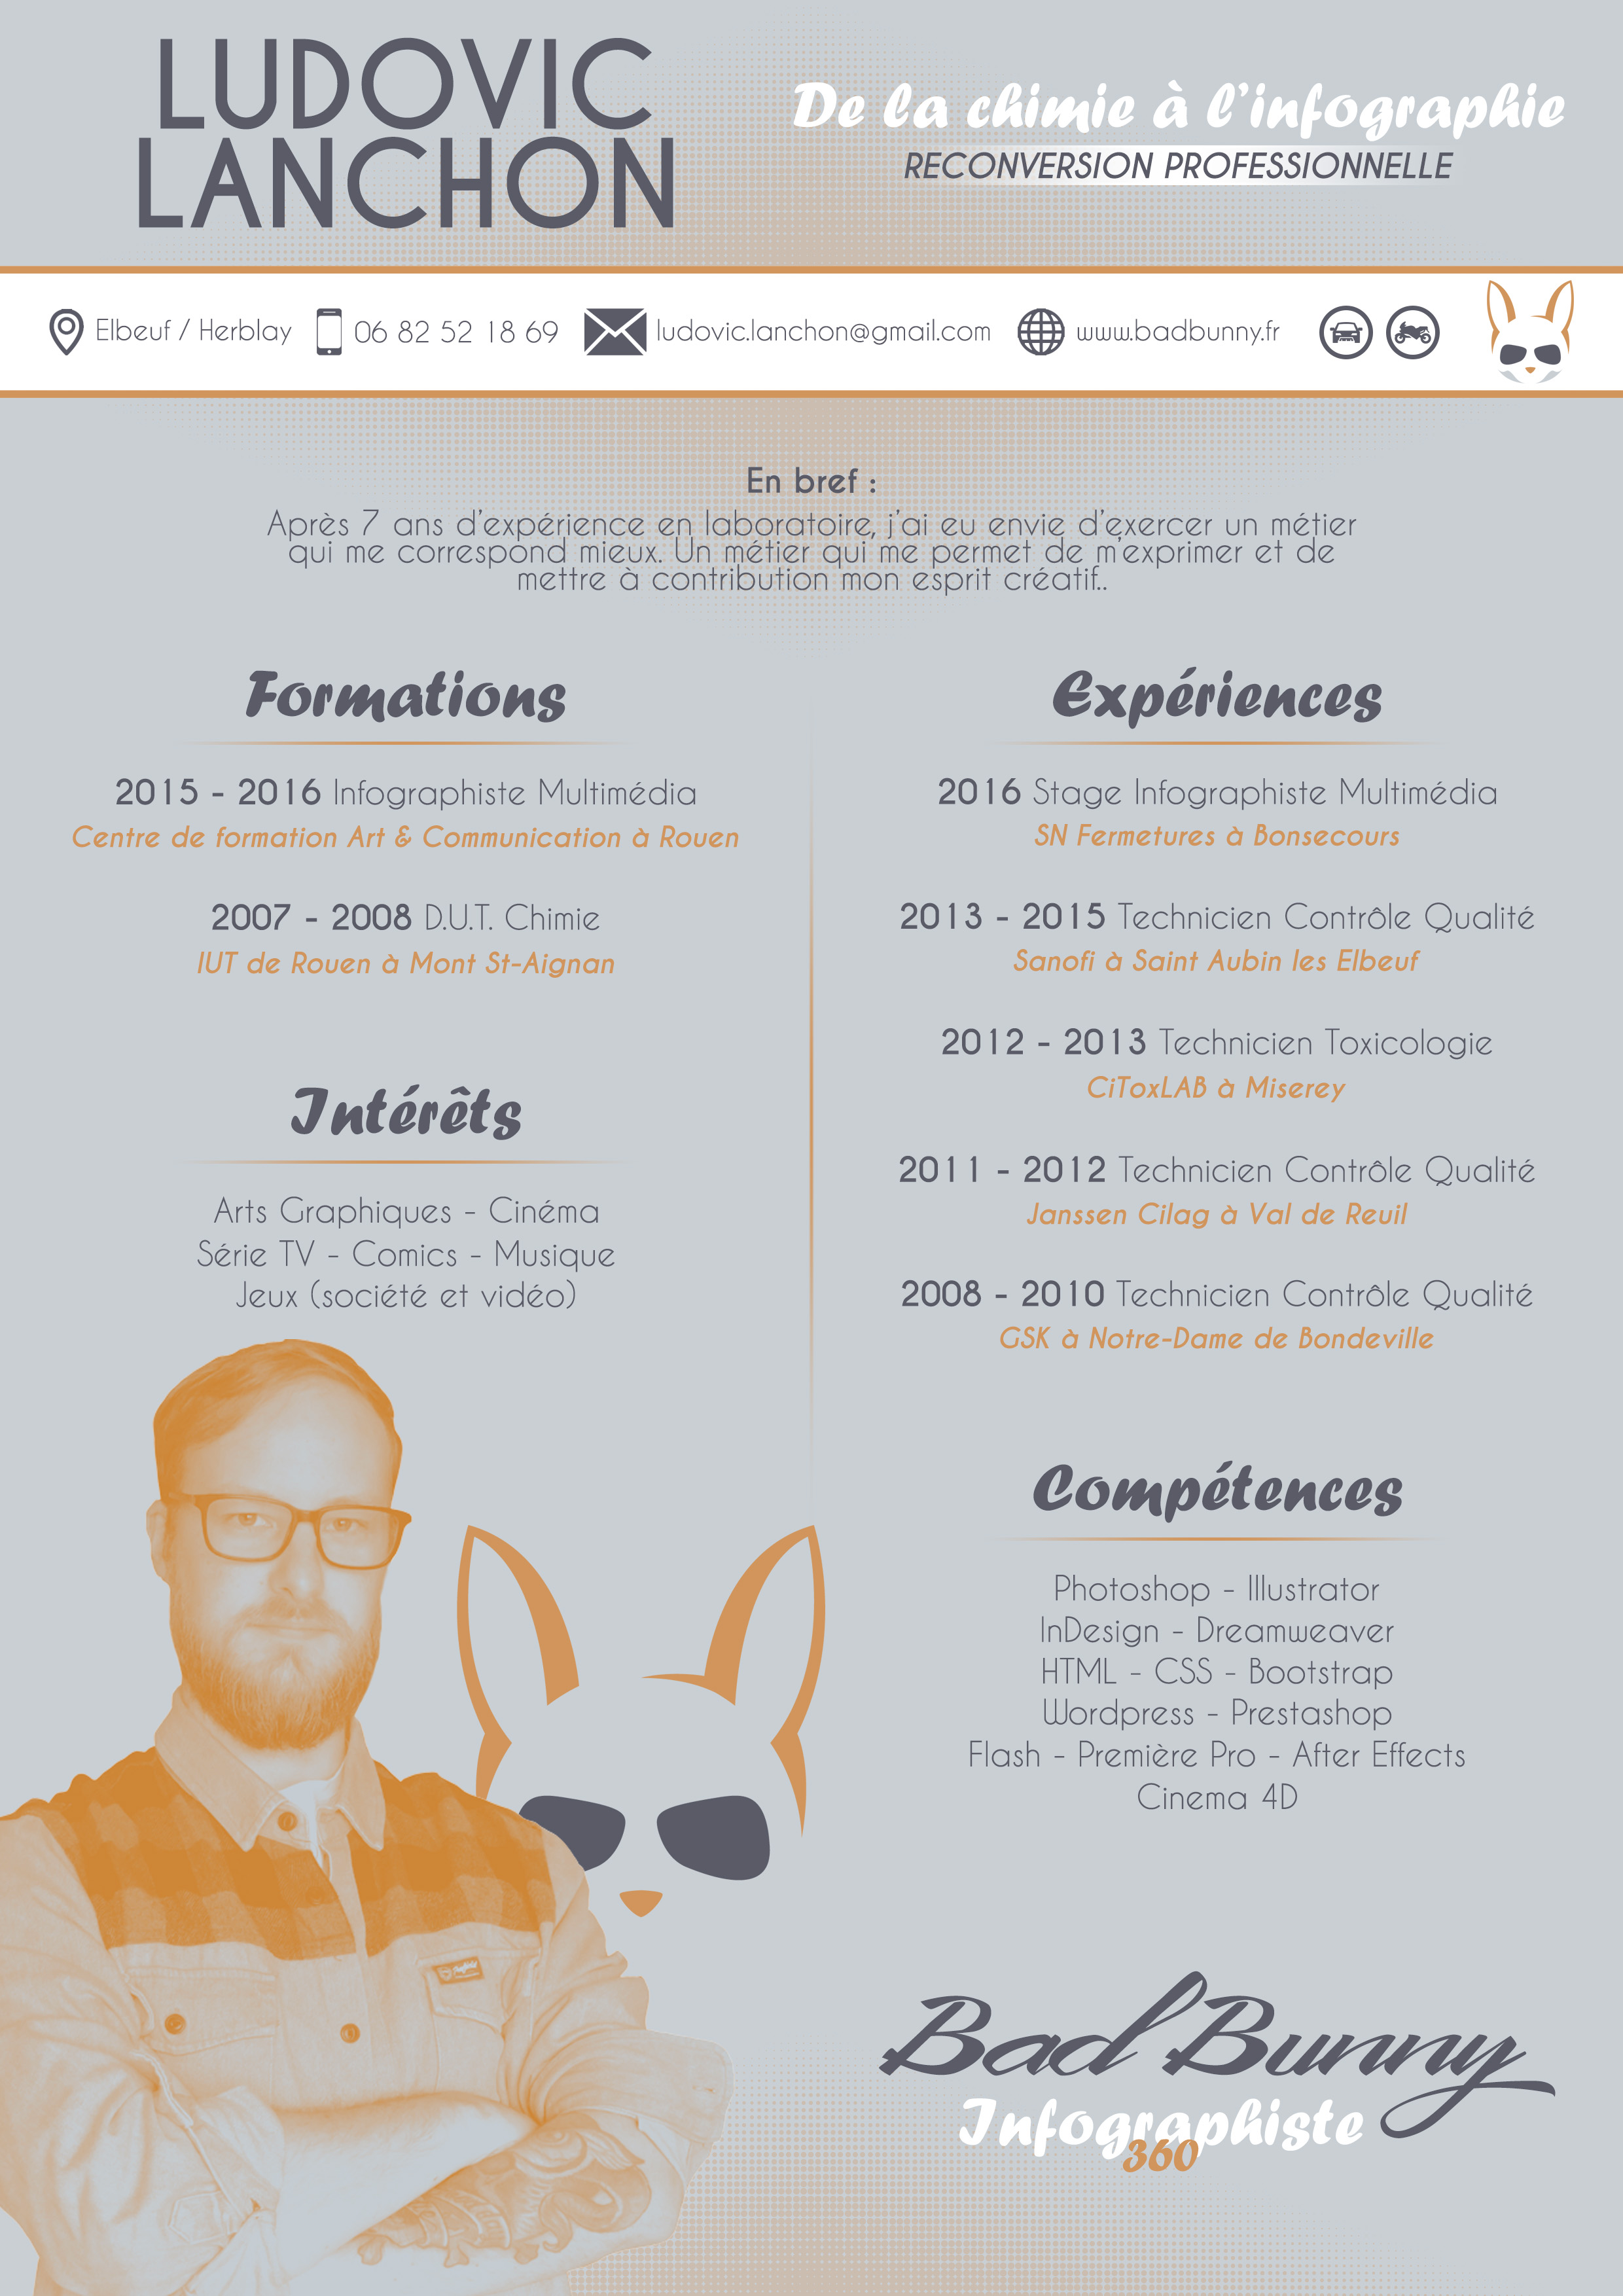 LUDOVIC
LANCHON
De la chimie à l'infographie
RECONVERSION PROFESSIONNELLE
Elbeuf / Herblay
06 82 52 18 69
ludovic.lanchon@gmail.com
www.badbunny.fr
En bref :
Après 7 ans d'expérience en laboratoire, j'ai eu envie d'exercer un métier
qui me correspond mieux. Un métier qui me permet de m'exprimer et de
mettre à contribution mon esprit créatif..
Formations
2015 - 2016 Infographiste Multimédia
Centre de formation Art & Communication à Rouen
2007 - 2008 D.U.T. Chimie
IUT de Rouen à Mont St-Aignan
Intérêts
Arts Graphiques - Cinéma
Série TV - Comics - Musique
Jeux (société et vidéo)
Expériences
2016 Stage Infographiste Multimédia
SN Fermetures à Bonsecours
2013 - 2015 Technicien Contrôle Qualité
Sanofi à Saint Aubin les Elbeuf
2012 - 2013 Technicien Toxicologie
CiToxLAB à Miserey
2011 - 2012 Technicien Contrôle Qualité
Janssen Cilag à Val de Reuil
2008 - 2010 Technicien Contrôle Qualité
GSK à Notre-Dame de Bondeville
Compétences
Photoshop - Illustrator
InDesign - Dreamweaver
HTML - CSS - Bootstrap
Wordpress - Prestashop
Flash - Première Pro - After Effects
Cinema 4D
Bad Bunny
Infographiste
360